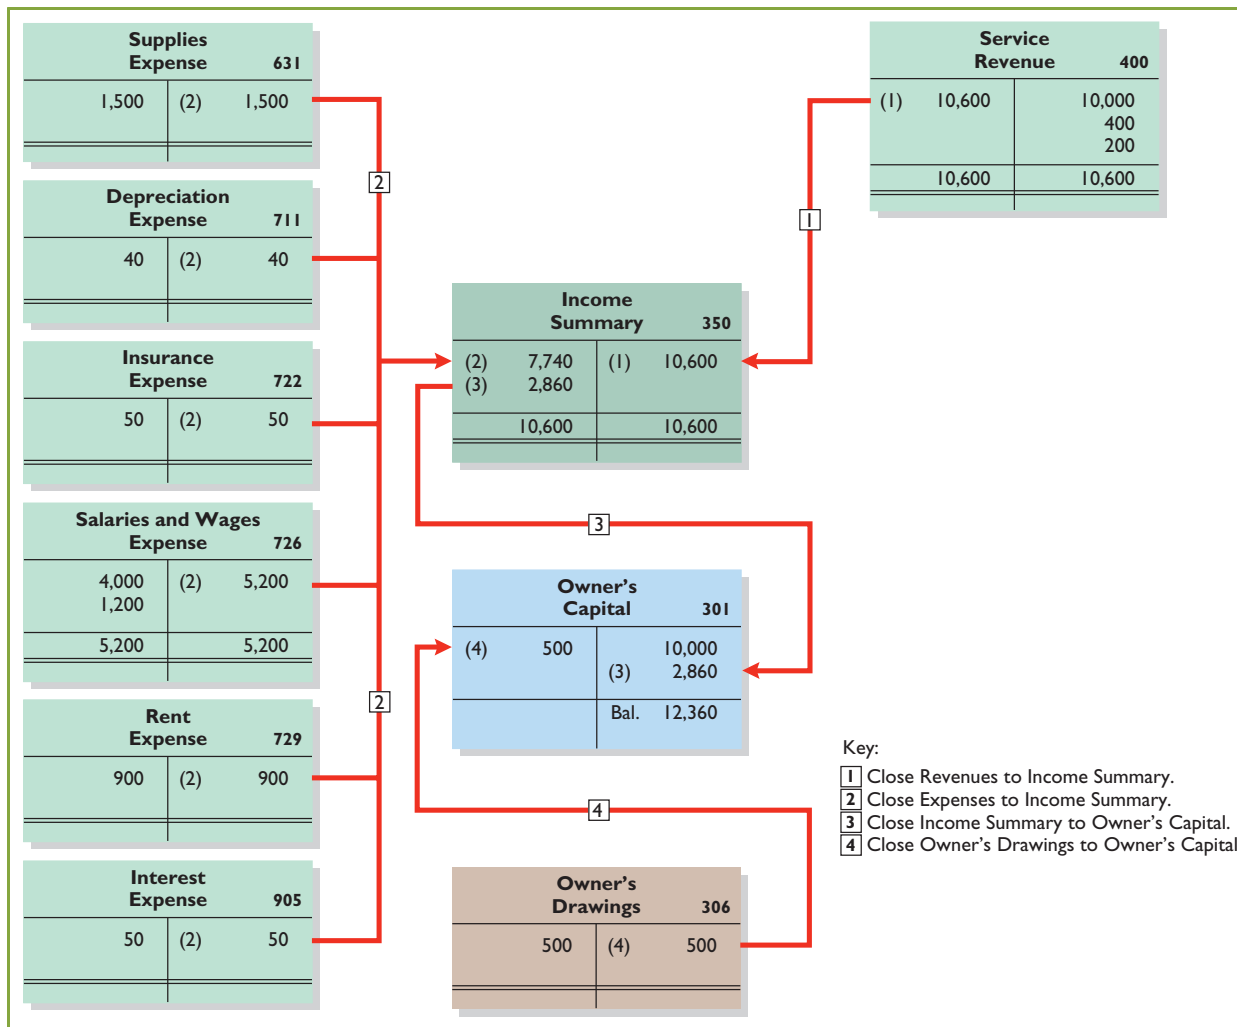 Supplies
Expense 631
1,500 (2) 1,500
Depreciation
Expense 711
40 (2) 40
Insurance
Expense 722
50 (2) 50
Salaries and Wages
Expense 726
4,000 (2) 5,200
1,200
5,200 5,200
Rent
Expense 729
900 (2) 900
Interest
Expense 905
50 (2) 50
2
2
Service
Revenue 400
(1) 10,600 10,000
400
200
10,600 10,600
1
Income
Summary 350
(2) 7,740 (1) 10,600
(3) 2,860
10,600 10,600
3
Owner's
Capital 301
(4) 500 10,000
(3) 2,860
Bal. 12,360
4
Owner's
Drawings 306
500 (4) 500
Key:
1 Close Revenues to Income Summary.
2 Close Expenses to Income Summary.
3 Close Income Summary to Owner's Capital.
4 Close Owner's Drawings to Owner's Capital